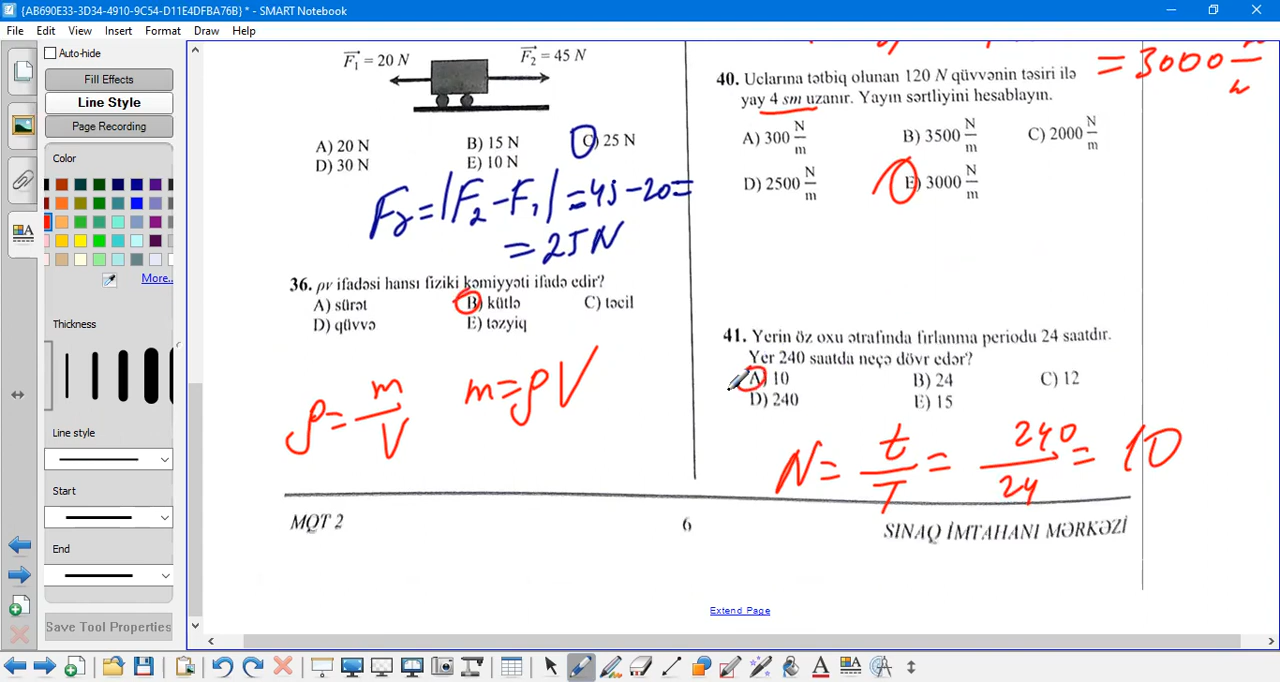 {AB690E33-3D34-4910-9C54-D11E4DFBA76B}* - SMART Notebook
File Edit View Insert Format Draw Help
Auto-hide
Fill Effects
Line Style
Page Recording
Color
More..
Thickness
Line style
Start
End
Save Tool Properties
F₁ = 20 N F₂ = 45 N
A) 20 N B) 15 N C) 25 N
D) 30 N E) 10 N
= |F₂ - F₁| = 45 - 20 =
= 25 N
36. ρv ifadəsi hansı fiziki kəmiyyəti ifadə edir?
A) sürət B) kütlə C) təcil
D) qüvvə E) təzyiq
ρ = m/V m = ρV
= 3000
40. Uclarına tətbiq olunan 120 N qüvvənin təsiri ilə
yay 4 sm uzanır. Yayın sərtliyini hesablayın.
A) 300 N/m B) 3500 N/m C) 2000 N/m
D) 2500 N/m E) 3000 N/m
41. Yerin öz oxu ətrafında fırlanma periodu 24 saatdır.
Yer 240 saatda neçə dövr edər?
A) 10 B) 24 C) 12
D) 240 E) 15
N = t/T = 240/24 = 10
MQT 2 6 SINAQ İMTAHANI MƏRKƏZİ
Extend Page